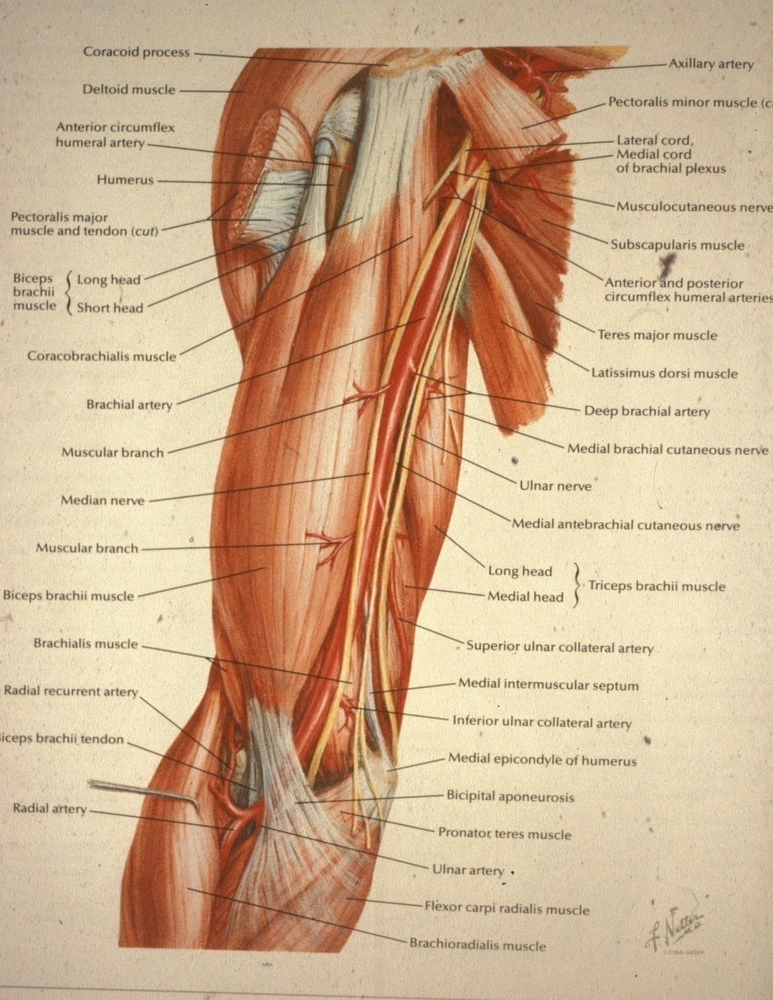 Coracoid process
Deltoid muscle
Anterior circumflex
humeral artery
Humerus
Pectoralis major
muscle and tendon (cut)
Biceps
brachii
muscle
Long head
Short head
Coracobrachialis muscle
Brachial artery
Muscular branch
Median nerve
Muscular branch
Biceps brachii muscle
Brachialis muscle
Radial recurrent artery
iceps brachii tendon
Radial artery
Axillary artery
Pectoralis minor muscle (c
Lateral cord,
Medial cord
of brachial plexus
Musculocutaneous nerve
Subscapularis muscle
Anterior and posterior
circumflex humeral arteries
Teres major muscle
Latissimus dorsi muscle
Deep brachial artery
Medial brachial cutaneous nerve
Ulnar nerve
Medial antebrachial cutaneous nerve
Long head
Medial head
Triceps brachii muscle
Superior ulnar collateral artery
Medial intermuscular septum
Inferior ulnar collateral artery
Medial epicondyle of humerus
Bicipital aponeurosis
Pronator teres muscle
Ulnar artery
Flexor carpi radialis muscle
Brachioradialis muscle
F. Netter
M.D.
©CIBA-GEIGY